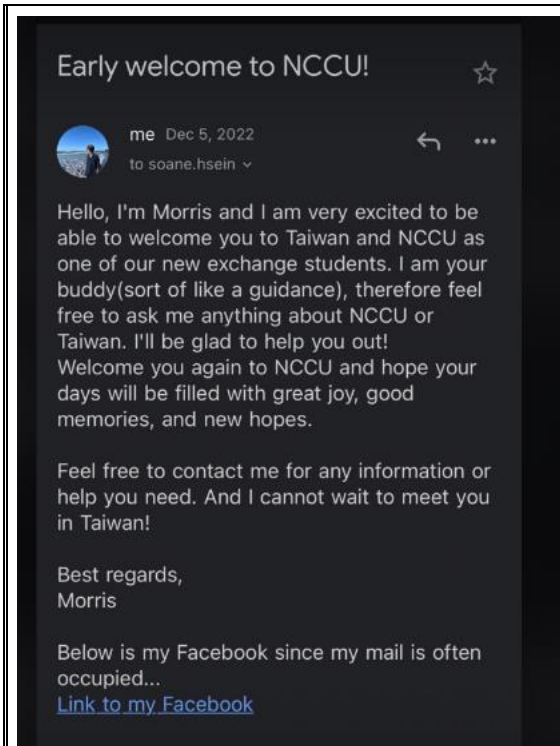 Early welcome to NCCU!
me Dec 5, 2022
to soane.hsein
Hello, I'm Morris and I am very excited to be
able to welcome you to Taiwan and NCCU as
one of our new exchange students. I am your
buddy(sort of like a guidance), therefore feel
free to ask me anything about NCCU or
Taiwan. I'll be glad to help you out!
Welcome you again to NCCU and hope your
days will be filled with great joy, good
memories, and new hopes.
Feel free to contact me for any information or
help you need. And I cannot wait to meet you
in Taiwan!
Best regards,
Morris
Below is my Facebook since my mail is often
occupied...
Link to my Facebook